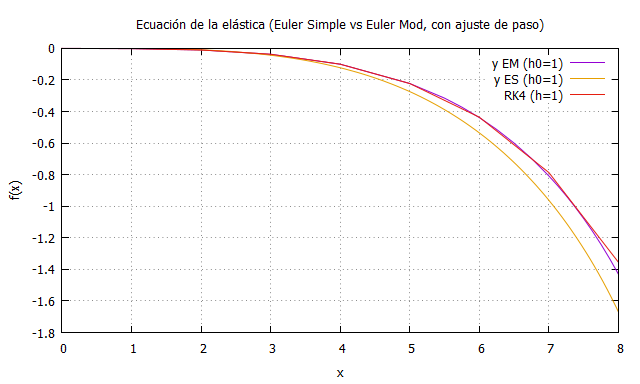 Ecuación de la elástica (Euler Simple vs Euler Mod, con ajuste de paso)
y EM (h0=1)
y ES (h0=1)
RK4 (h=1)
f(x)
0
-0.2
-0.4
-0.6
-0.8
-1
-1.2
-1.4
-1.6
-1.8
0 1 2 3 4 5 6 7 8
x